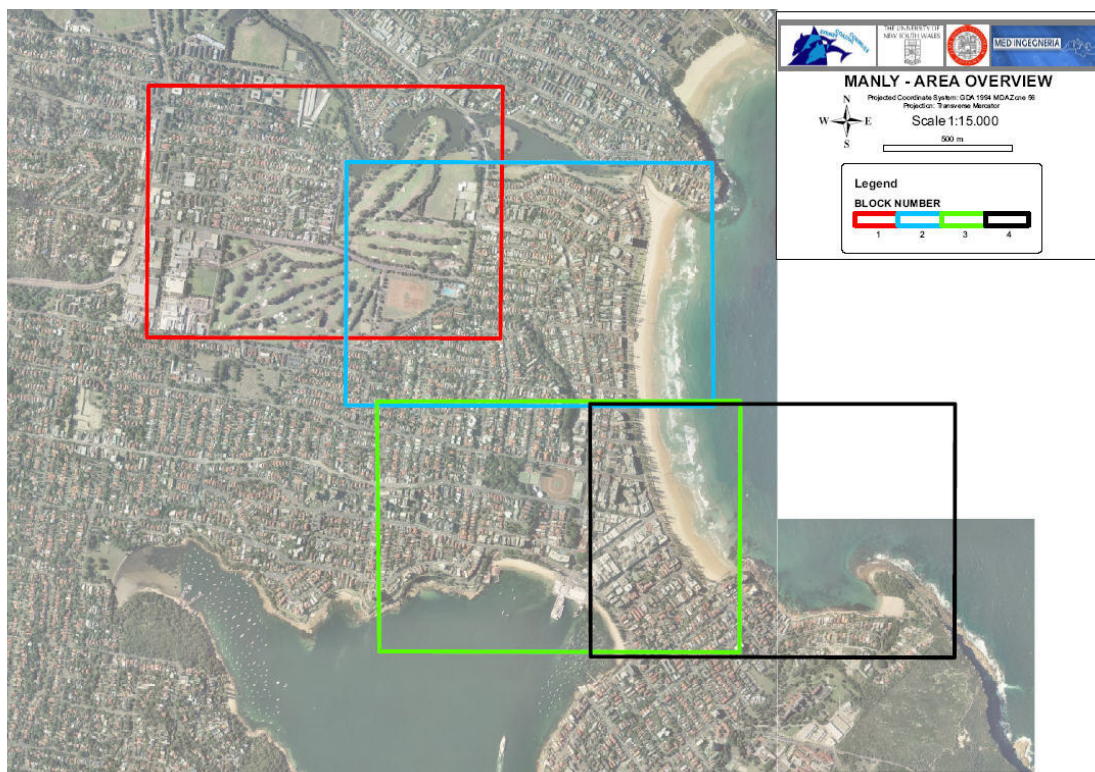 THE UNIVERSITY OF
NEW SOUTH WALES
MED INGEGNERIA
MANLY - AREA OVERVIEW
Projected Coordinate System: GDA 1994 MGA Zone 56
Projection: Transverse Mercator
N
W E
S
Scale 1:15.000
500 m
Legend
BLOCK NUMBER
1 2 3 4